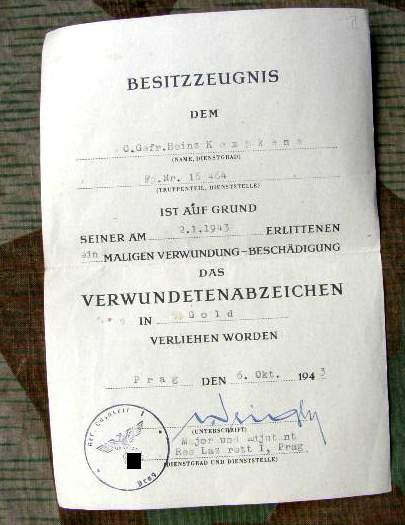 BESITZZEUGNIS
DEM
O.Gefr.Heinz K e m p k e n s
(NAME, DIENSTGRAD)
Fp.Nr. 16 464
(TRUPPENTEIL, DIENSTSTELLE)
IST AUF GRUND
SEINER AM 2.1.1943 ERLITTENEN
ein MALIGEN VERWUNDUNG-BESCHÄDIGUNG
DAS
VERWUNDETENABZEICHEN
IN G o l d
VERLIEHEN WORDEN
P r a g DEN 6. Okt. 1943
(UNTERSCHRIFT)
Major und Adjutant
Res Lazarett I, Prag
(DIENSTGRAD UND DIENSTSTELLE)
Prag